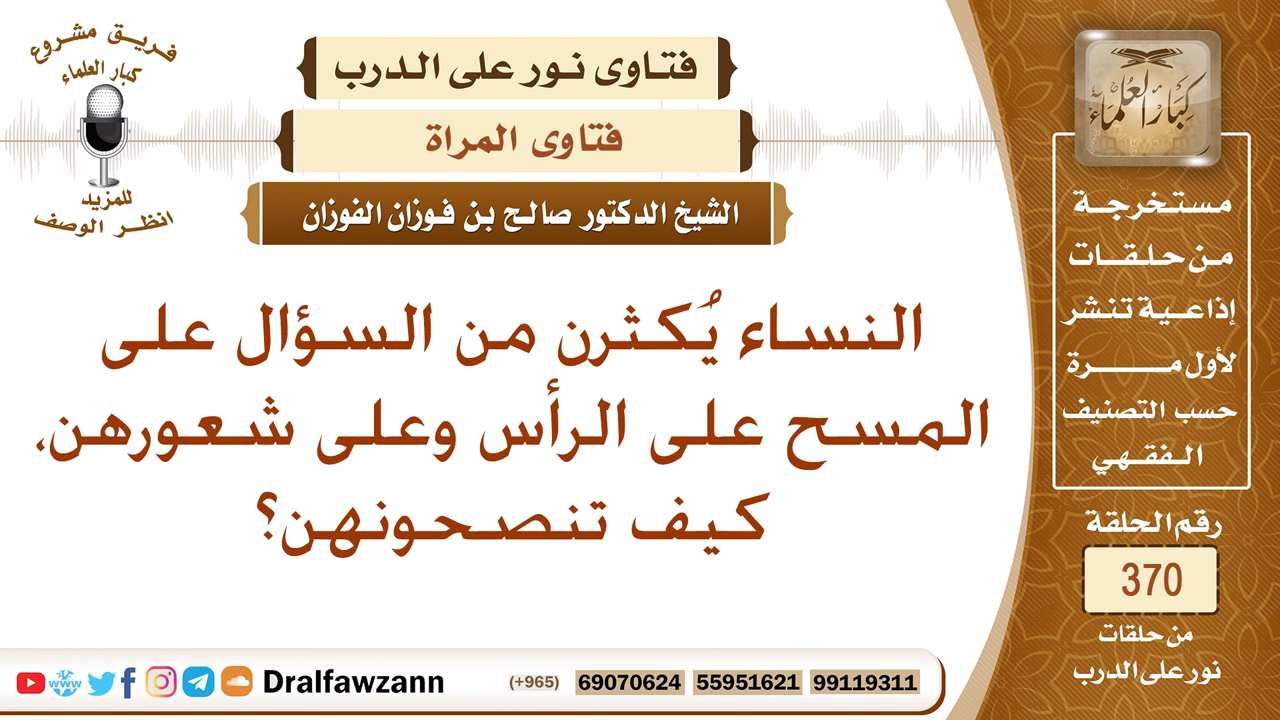 فريق مشروع
كبار العلماء
للمزيد
انظر الوصف
فتاوى نور على الدرب
فتاوى المراة
الشيخ الدكتور صالح بن فوزان الفوزان
النساء يُكثرن من السؤال على
المسح على الرأس وعلى شعورهن،
كيف تنصحونهن؟
كبار العلماء
مستخرجة
من حلقات
إذاعية تنشر
لأول مرة
حسب التصنيف
الفقهي
رقم الحلقة
370
من حلقات
نور على الدرب
www
Dralfawzann
(+965) 69070624 55951621 99119311